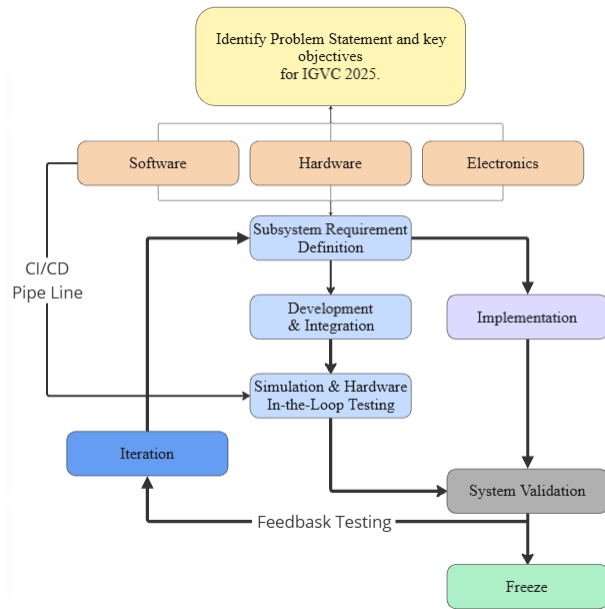 Identify Problem Statement and key
objectives
for IGVC 2025.
Software
Hardware
Electronics
Subsystem Requirement
Definition
CI/CD
Pipe Line
Development
& Integration
Implementation
Simulation & Hardware
In-the-Loop Testing
Iteration
System Validation
Feedbask Testing
Freeze